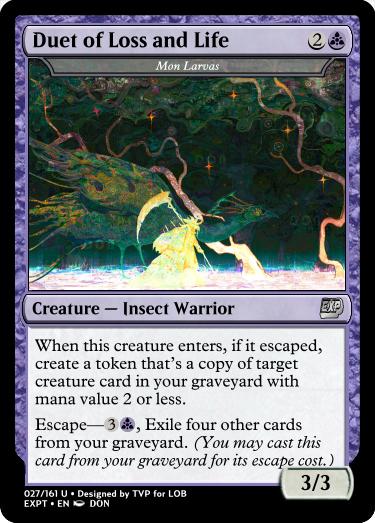 Duet of Loss and Life 2
Mon Larvas
Creature — Insect Warrior EXP
When this creature enters, if it escaped,
create a token that's a copy of target
creature card in your graveyard with
mana value 2 or less.
Escape—3, Exile four other cards
from your graveyard. (You may cast this
card from your graveyard for its escape cost.)
3/3
027/161 U • Designed by TVP for LOB
EXPT • EN DON